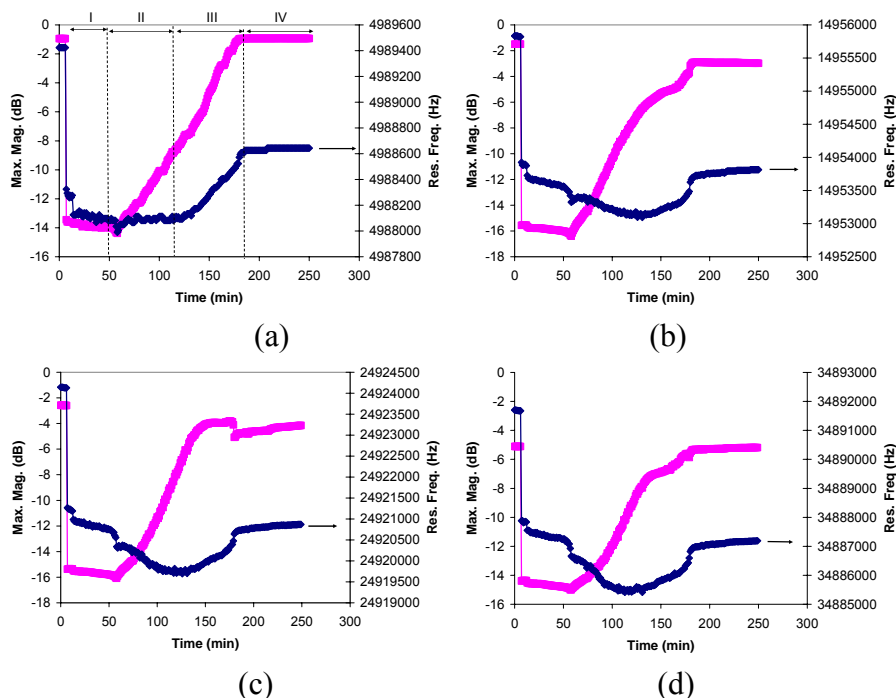 I II III IV
0 -2 -4 -6 -8 -10 -12 -14 -16
Max. Mag. (dB)
4989600 4989400 4989200 4989000 4988800 4988600 4988400 4988200 4988000 4987800
Res. Freq. (Hz)
0 50 100 150 200 250 300
Time (min)
(a)
0 -2 -4 -6 -8 -10 -12 -14 -16 -18
Max. Mag. (dB)
14956000 14955500 14955000 14954500 14954000 14953500 14953000 14952500
Res. Freq. (Hz)
0 50 100 150 200 250 300
Time (min)
(b)
0 -2 -4 -6 -8 -10 -12 -14 -16 -18
Max. Mag. (dB)
24924500 24924000 24923500 24923000 24922500 24922000 24921500 24921000 24920500 24920000 24919500 24919000
Res. Freq. (Hz)
0 50 100 150 200 250 300
Time (min)
(c)
0 -2 -4 -6 -8 -10 -12 -14 -16
Max. Mag. (dB)
34893000 34892000 34891000 34890000 34889000 34888000 34887000 34886000 34885000
Res. Freq. (Hz)
0 50 100 150 200 250 300
Time (min)
(d)